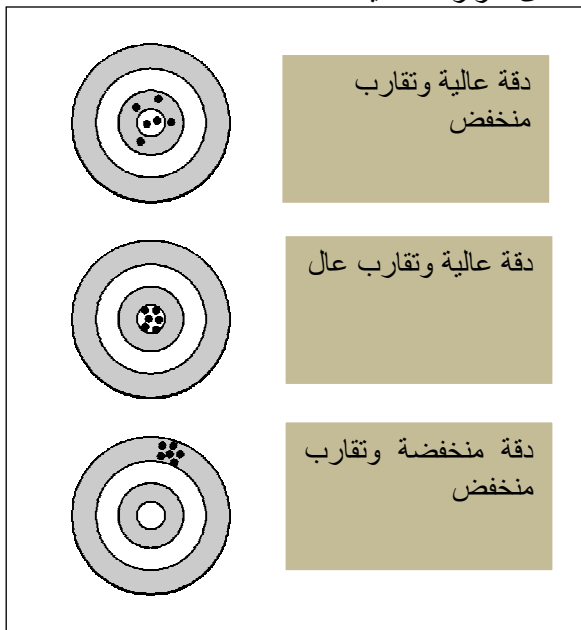 دقة عالية وتقارب
منخفض
دقة عالية وتقارب عال
دقة منخفضة وتقارب
منخفض